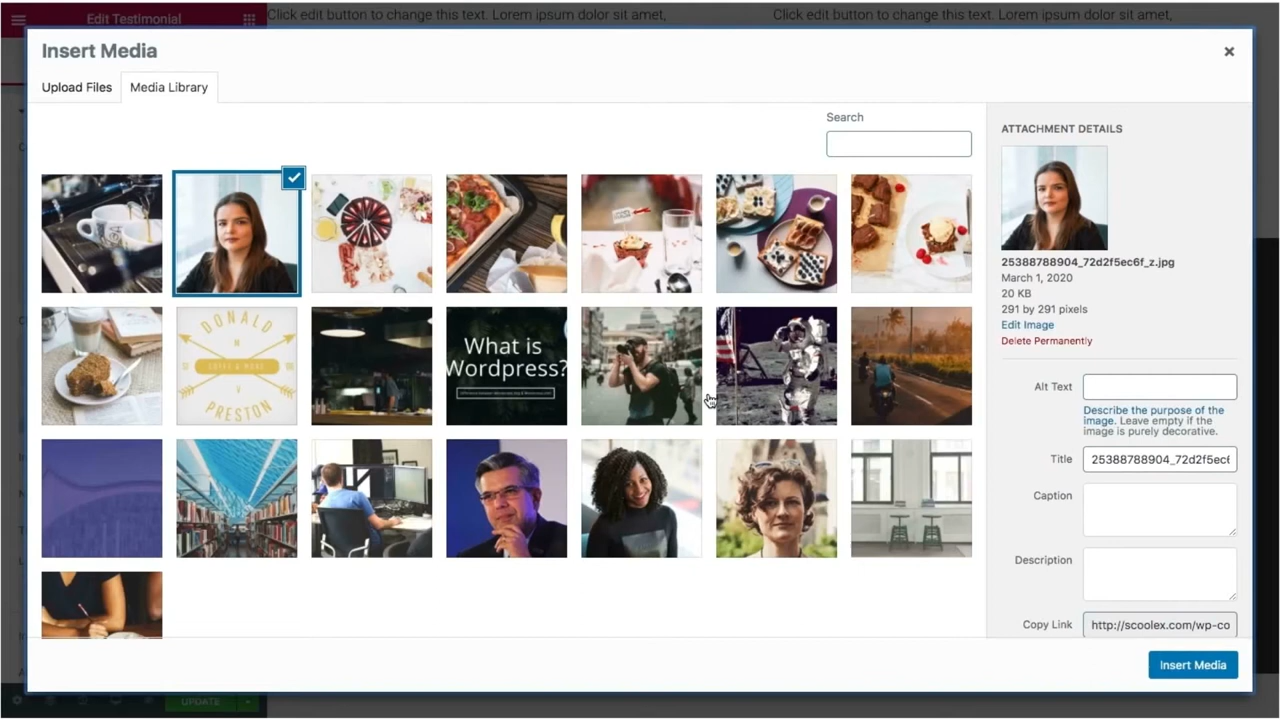 Edit Testimonial
Click edit button to change this text. Lorem ipsum dolor sit amet,
Click edit button to change this text. Lorem ipsum dolor sit amet,
Insert Media
Upload Files
Media Library
Search
ATTACHMENT DETAILS
25388788904_72d2f5ec6f_z.jpg
March 1, 2020
20 KB
291 by 291 pixels
Edit Image
Delete Permanently
DONALD
COFFE & MORE
PRESTON
What is
Wordpress?
Alt Text
Describe the purpose of the
image. Leave empty if the
image is purely decorative.
Title
25388788904_72d2f5ec6
Caption
Description
Copy Link
http://scoolex.com/wp-co
Insert Media
UPDATE